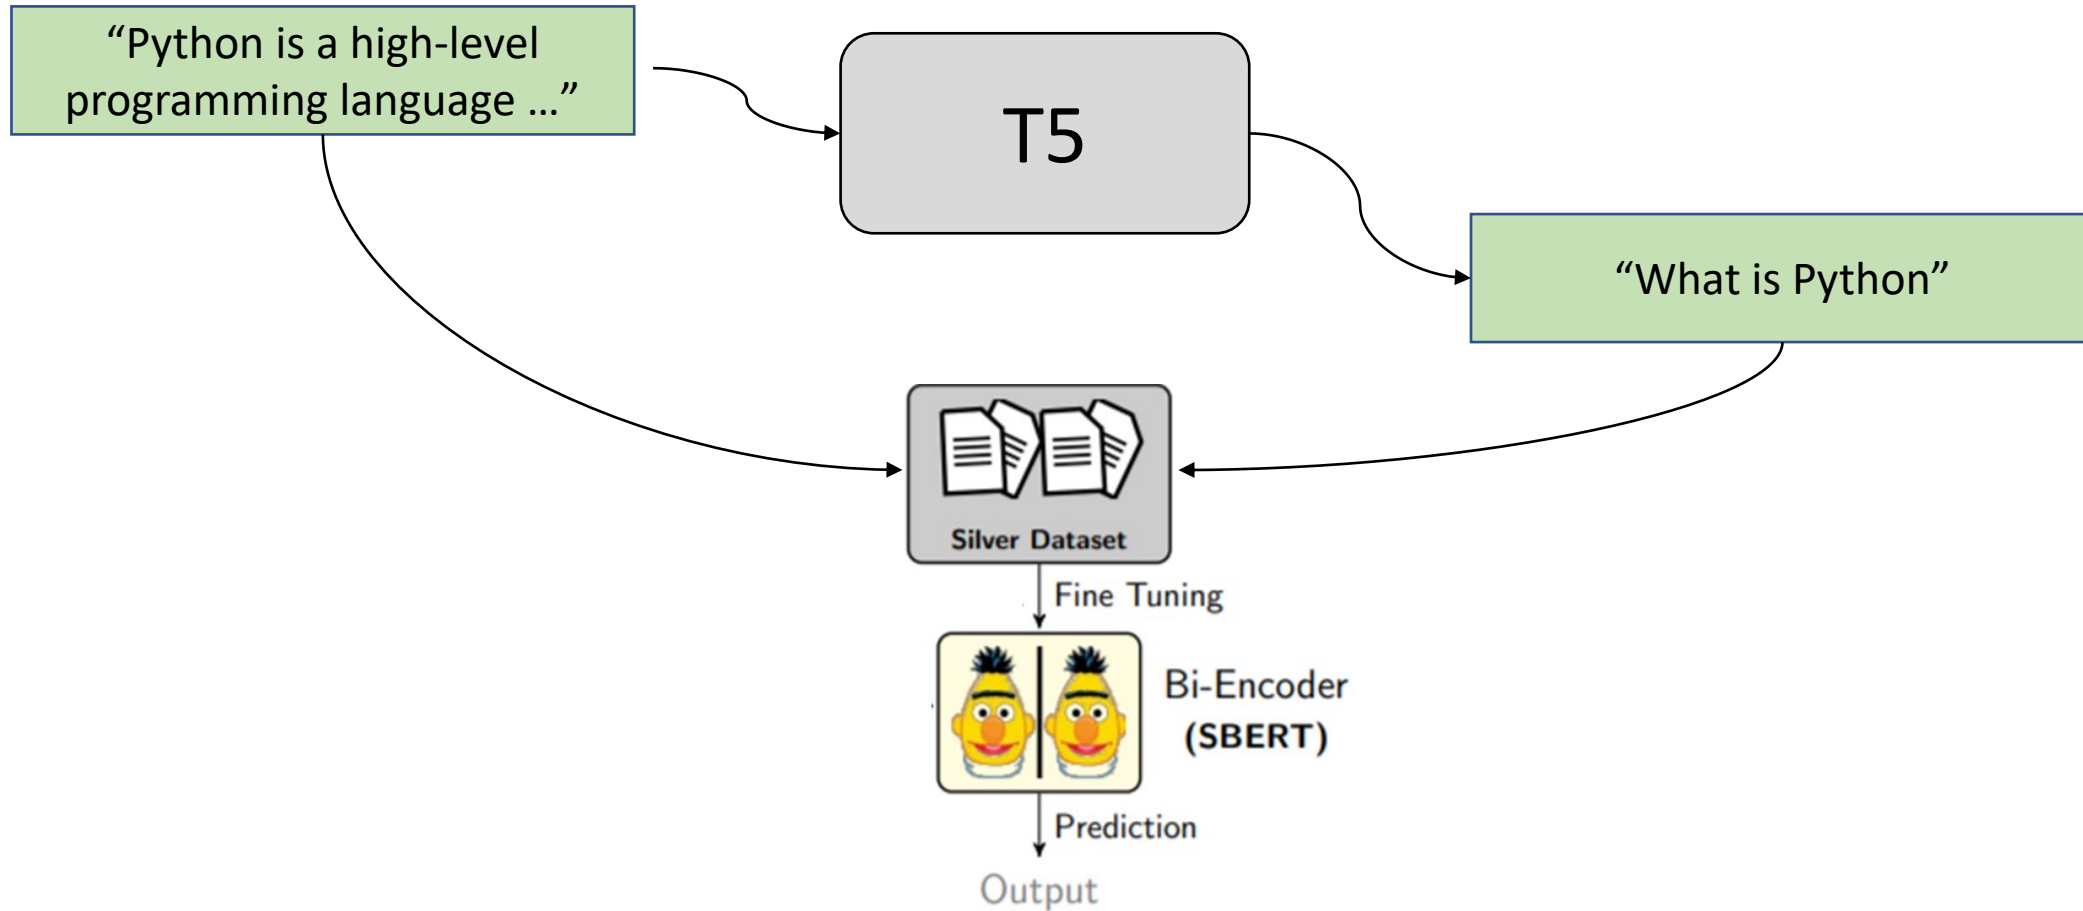 “Python is a high-level
programming language …”
T5
“What is Python”
Silver Dataset
Fine Tuning
Bi-Encoder
(SBERT)
Prediction
Output